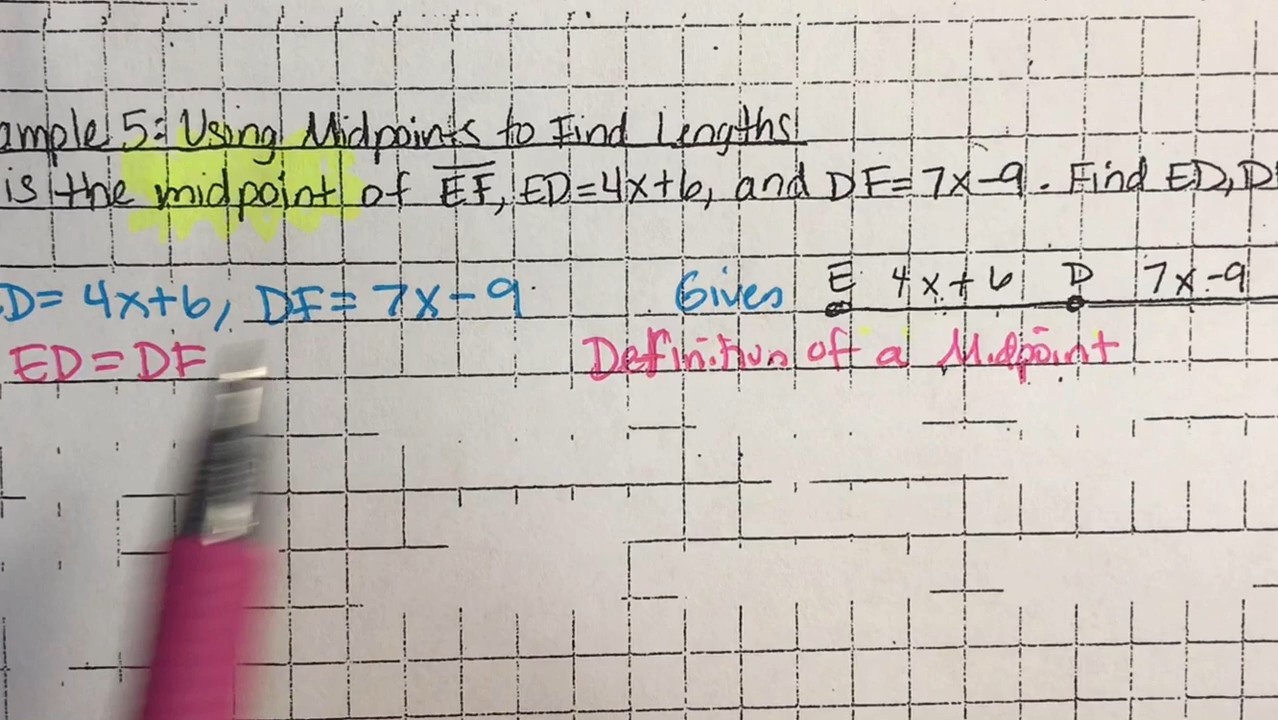 ample 5: Using Midpoints to Find Lengths
is the midpoint of EF, ED=4x+6, and DF=7x-9. Find ED, D
D=4x+6, DF=7x-9 Given E 4x+6 D 7x-9
ED=DF Definition of a Midpoint